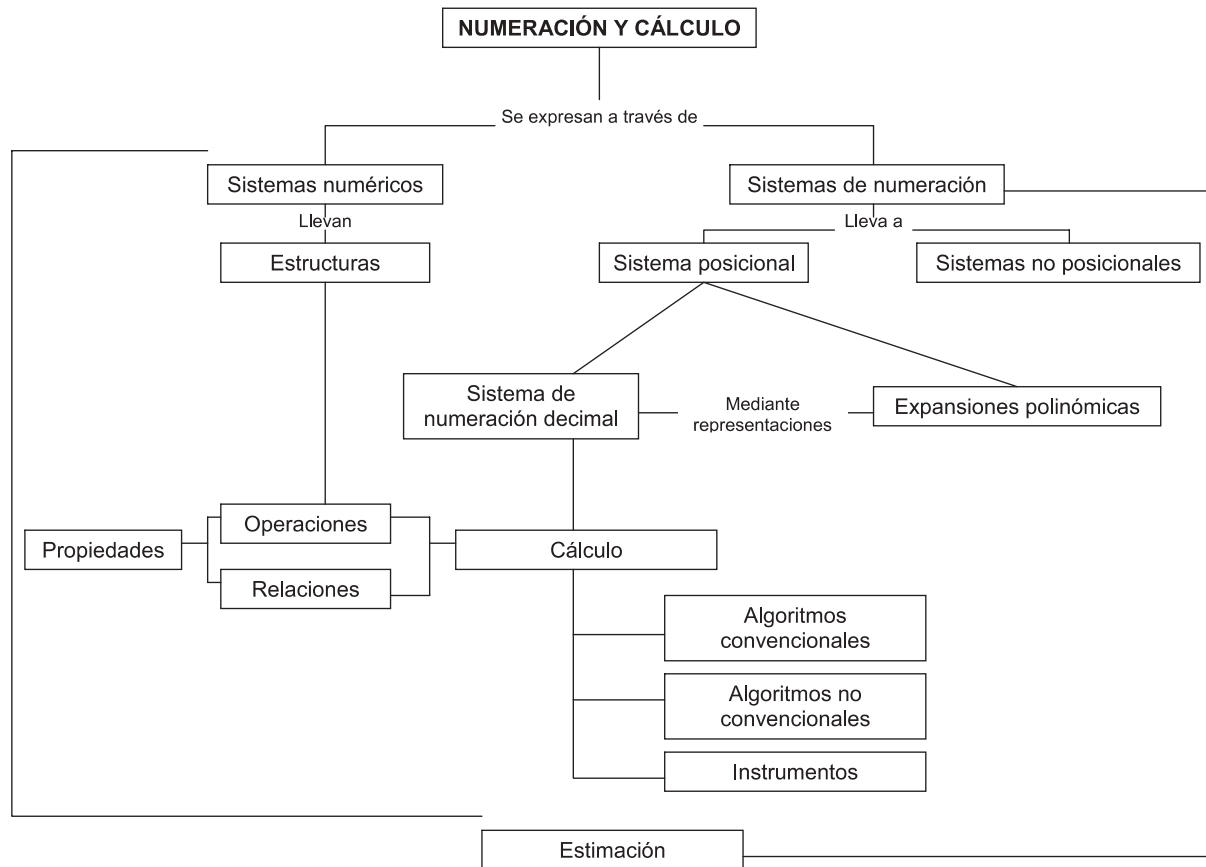 NUMERACIÓN Y CÁLCULO
Se expresan a través de
Sistemas numéricos
Sistemas de numeración
Llevan
Lleva a
Estructuras
Sistema posicional
Sistemas no posicionales
Sistema de
numeración decimal
Mediante
representaciones
Expansiones polinómicas
Operaciones
Propiedades
Cálculo
Relaciones
Algoritmos
convencionales
Algoritmos no
convencionales
Instrumentos
Estimación